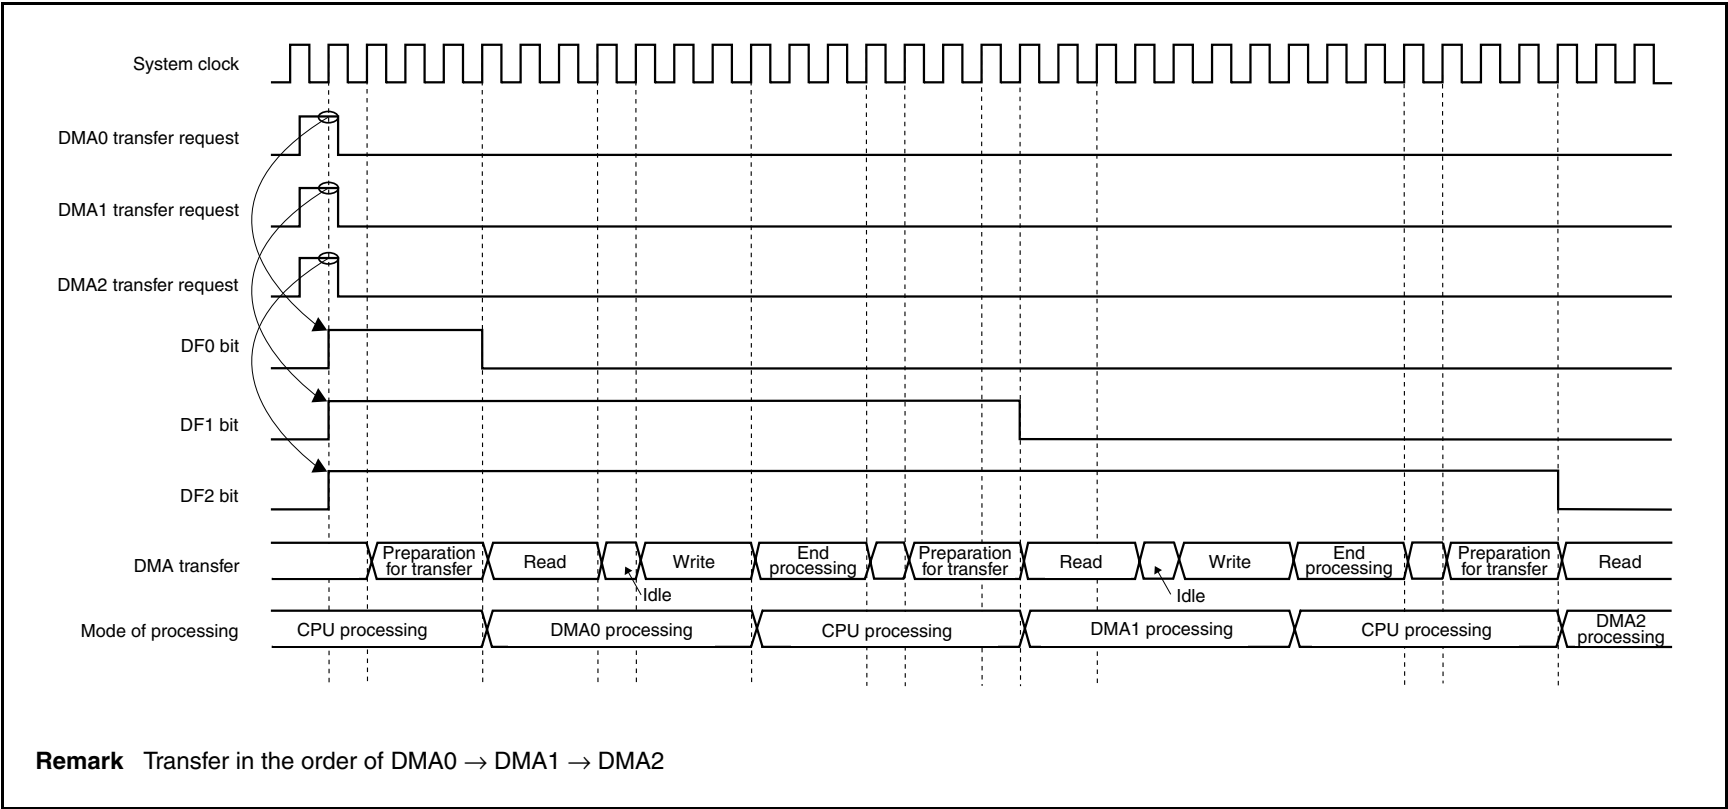 System clock
DMA0 transfer request
DMA1 transfer request
DMA2 transfer request
DF0 bit
DF1 bit
DF2 bit
DMA transfer
Preparation
for transfer
Read
Idle
Write
End
processing
Preparation
for transfer
Read
Idle
Write
End
processing
Preparation
for transfer
Read
Mode of processing
CPU processing
DMA0 processing
CPU processing
DMA1 processing
CPU processing
DMA2
processing
Remark Transfer in the order of DMA0 → DMA1 → DMA2